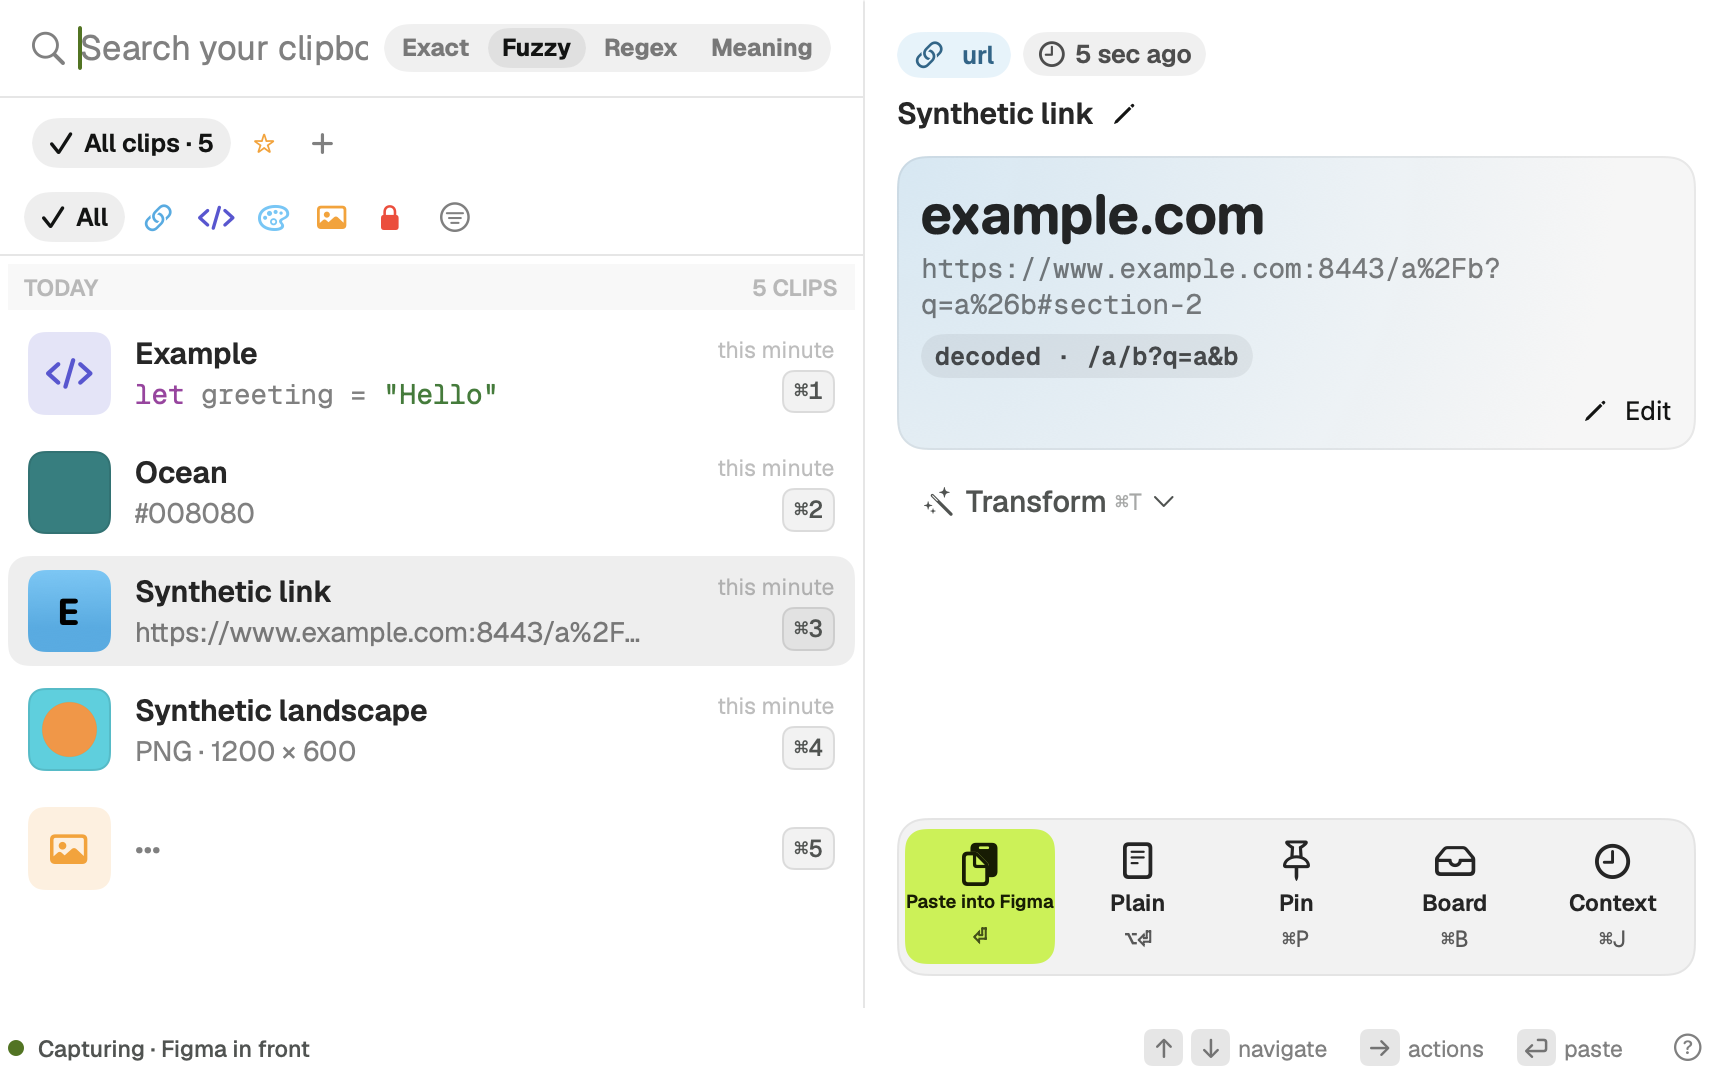 Search your clipbo
Exact Fuzzy Regex Meaning
All clips · 5
All
TODAY 5 CLIPS
Example this minute
let greeting = "Hello" ⌘1
Ocean this minute
#008080 ⌘2
E
Synthetic link this minute
https://www.example.com:8443/a%2F... ⌘3
Synthetic landscape this minute
PNG · 1200 × 600 ⌘4
••• ⌘5
Capturing · Figma in front
url 5 sec ago
Synthetic link
example.com
https://www.example.com:8443/a%2Fb?
q=a%26b#section-2
decoded · /a/b?q=a&b
Edit
Transform ⌘T
Paste into Figma Plain Pin Board Context
⏎ ⌥⏎ ⌘P ⌘B ⌘J
↑ ↓ navigate → actions ⏎ paste ?